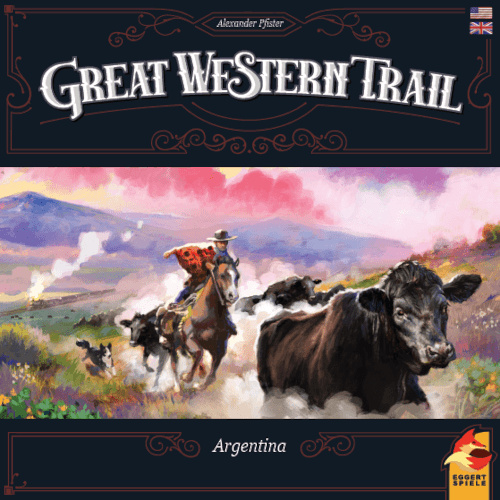 Alexander Pfister
GREAT WESTERN TRAIL
Argentina
EGGERT
SPIELE